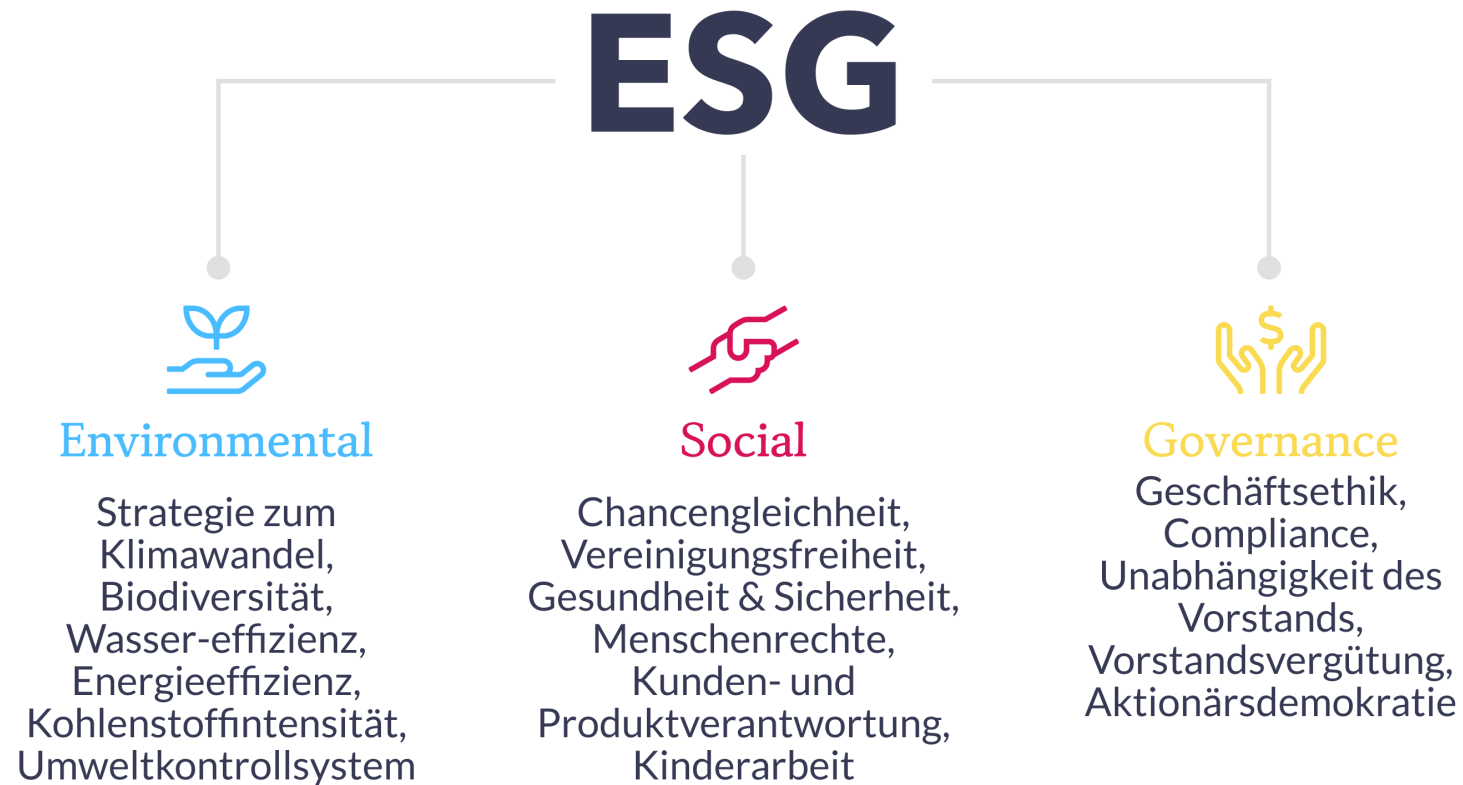 ESG
Environmental
Strategie zum
Klimawandel,
Biodiversität,
Wasser-effizienz,
Energieeffizienz,
Kohlenstoffintensität,
Umweltkontrollsystem
Social
Chancengleichheit,
Vereinigungsfreiheit,
Gesundheit & Sicherheit,
Menschenrechte,
Kunden- und
Produktverantwortung,
Kinderarbeit
Governance
Geschäftsethik,
Compliance,
Unabhängigkeit des
Vorstands,
Vorstandsvergütung,
Aktionärsdemokratie